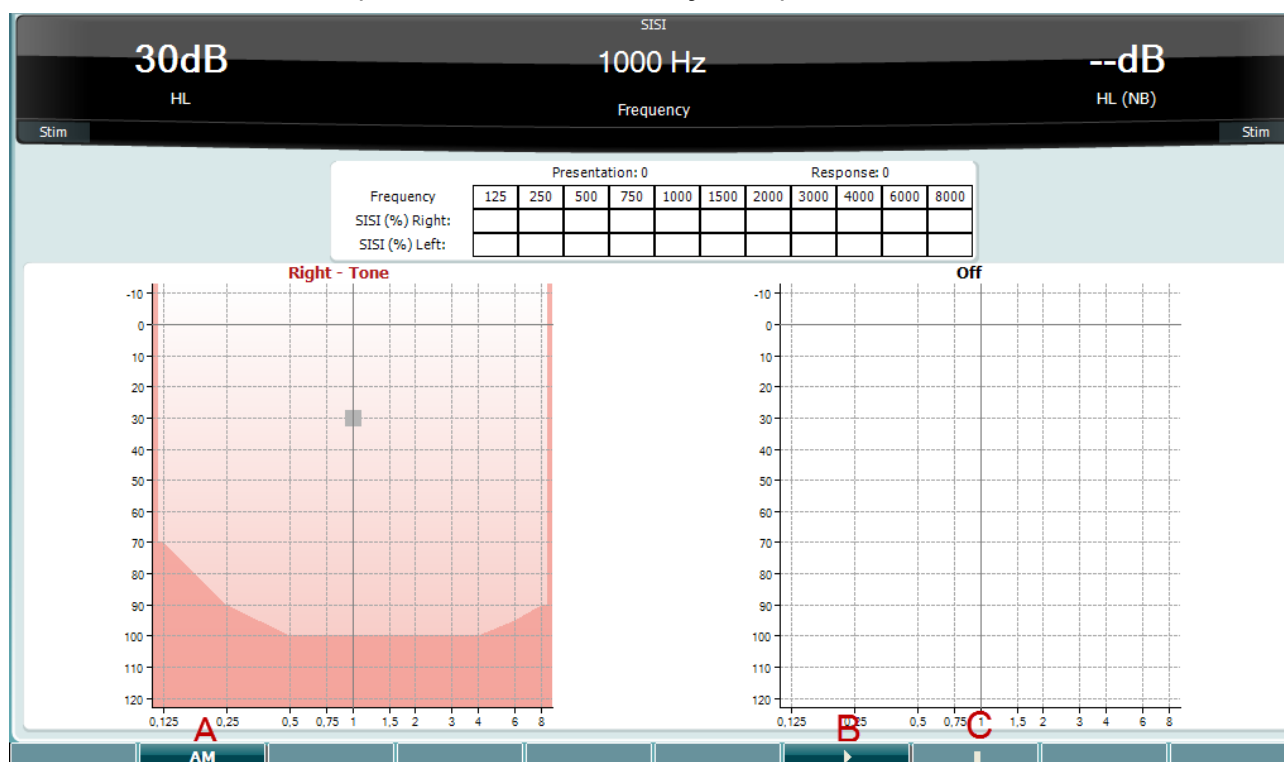 SISI
30dB 1000 Hz --dB
HL Frequency HL (NB)
Stim Stim
Presentation: 0 Response: 0
Frequency 125 250 500 750 1000 1500 2000 3000 4000 6000 8000
SISI (%) Right:
SISI (%) Left:
Right - Tone Off
-10 -10
0 0
10 10
20 20
30 30
40 40
50 50
60 60
70 70
80 80
90 90
100 100
110 110
120 120
0,125 0,25 0,5 0,75 1 1,5 2 3 4 6 8 0,125 0,25 0,5 0,75 1 1,5 2 3 4 6 8
A B C
AM